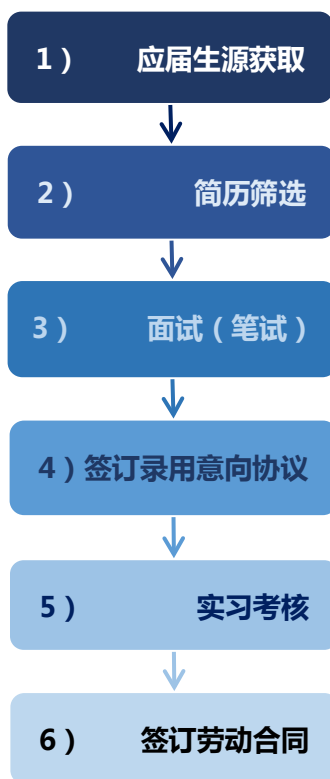 1） 应届生源获取
2） 简历筛选
3） 面试（笔试）
4）签订录用意向协议
5） 实习考核
6） 签订劳动合同